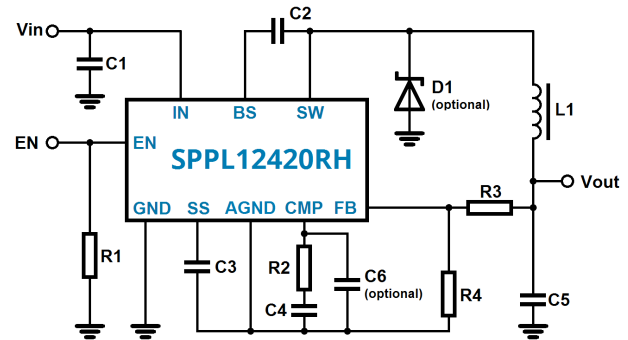 C2
Vin
C1
D1
(optional)
L1
IN BS SW
EN
EN
SPPL12420RH
Vout
R3
GND SS AGND CMP FB
R1
C3
R2
C6
(optional)
R4
C4
C5